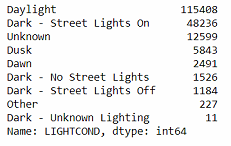 Daylight 115408
Dark - Street Lights On 48236
Unknown 12599
Dusk 5843
Dawn 2491
Dark - No Street Lights 1526
Dark - Street Lights Off 1184
Other 227
Dark - Unknown Lighting 11
Name: LIGHTCOND, dtype: int64